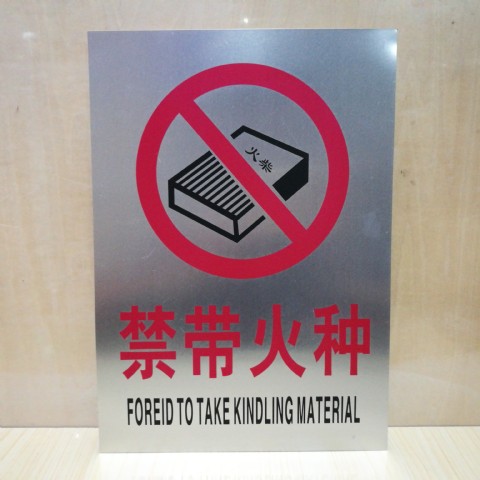 火柴
禁带火种
FOREID TO TAKE KINDLING MATERIAL